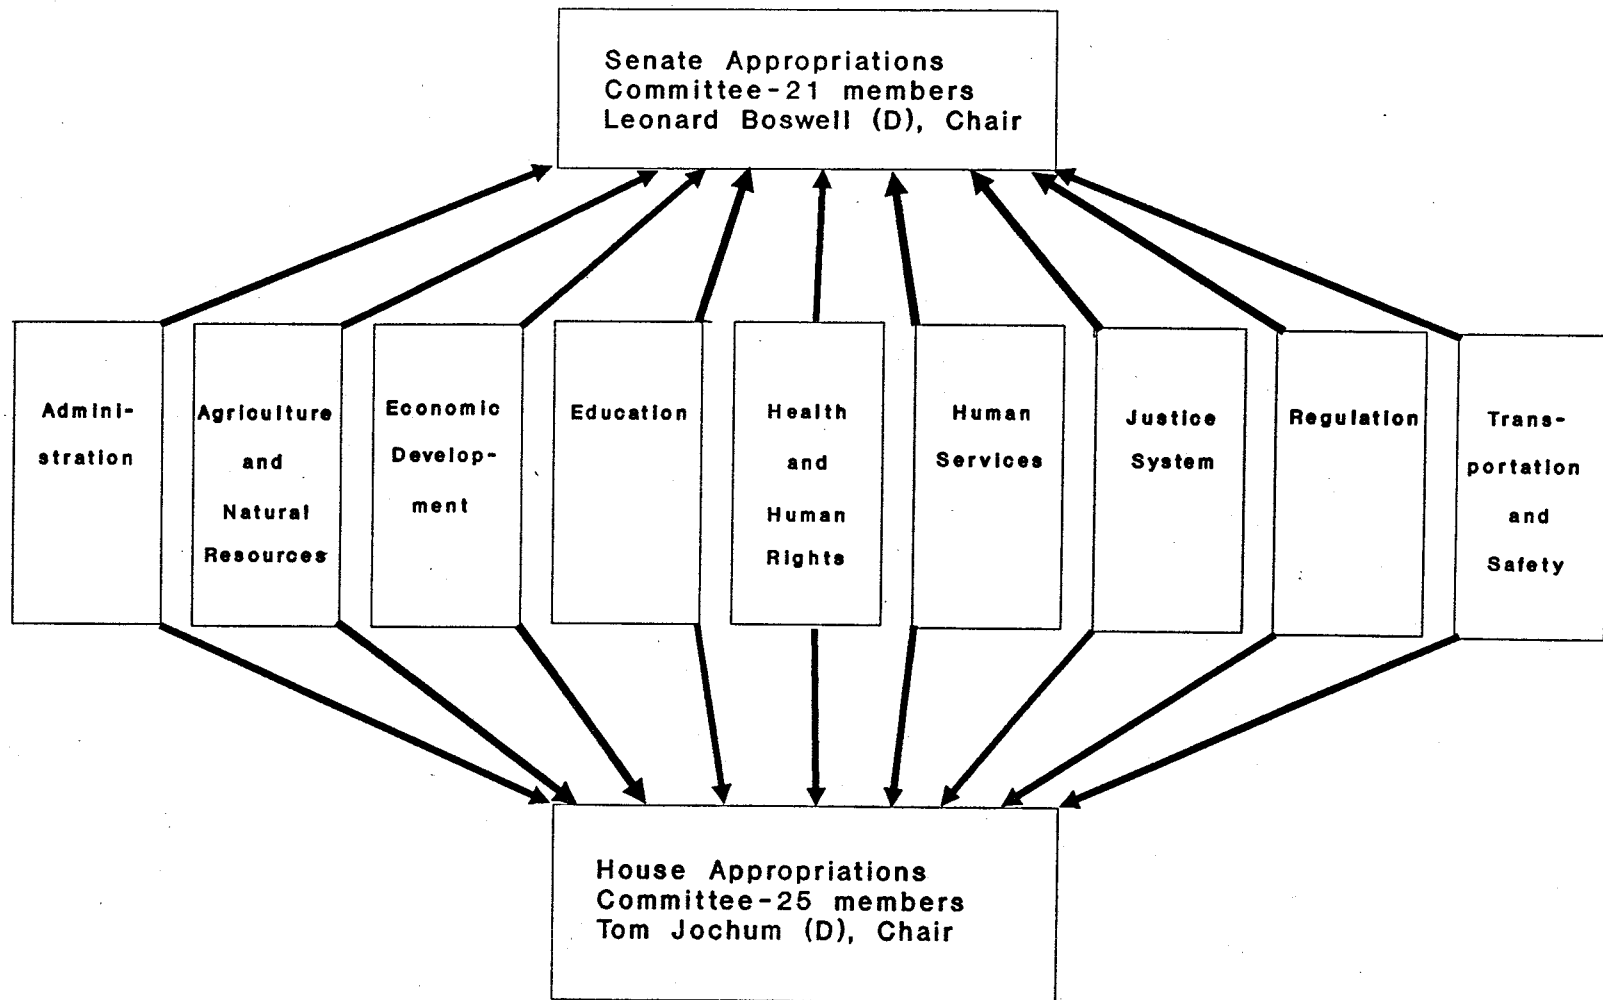 Senate Appropriations
Committee-21 members
Leonard Boswell (D), Chair
Admini-
stration
Agriculture
and
Natural
Resources
Economic
Develop-
ment
Education
Health
and
Human
Rights
Human
Services
Justice
System
Regulation
Trans-
portation
and
Safety
House Appropriations
Committee-25 members
Tom Jochum (D), Chair